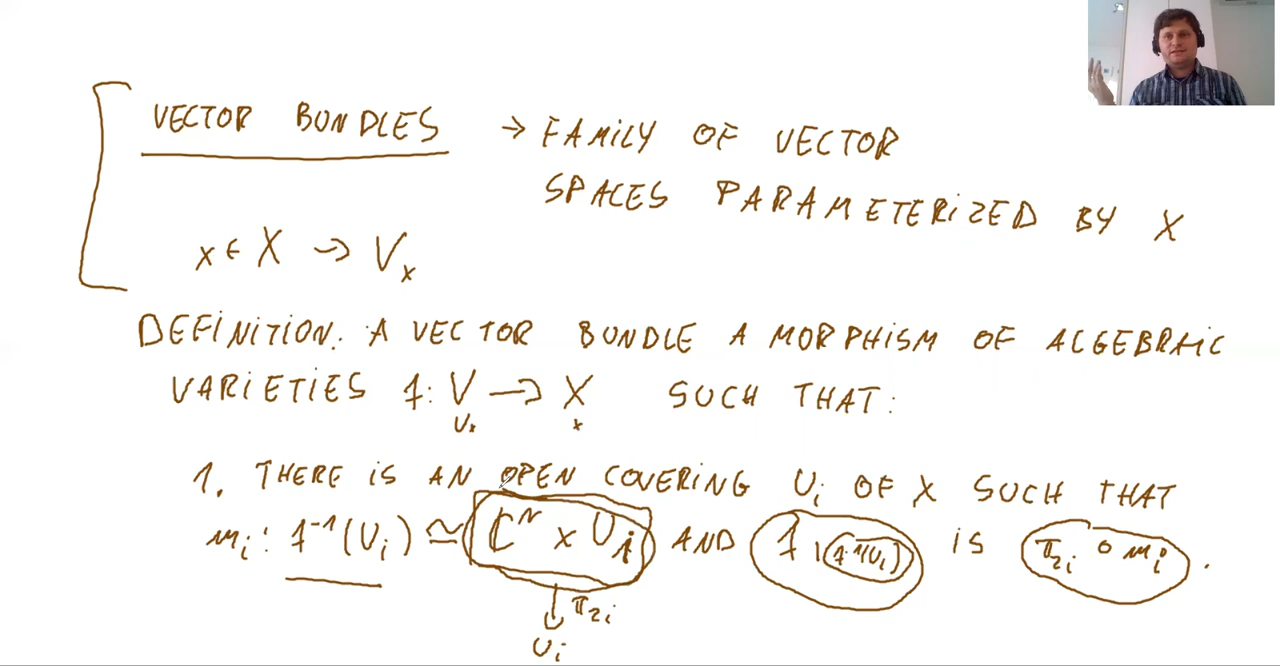 VECTOR BUNDLES → FAMILY OF VECTOR
SPACES PARAMETERIZED BY X
x ∈ X → Vₓ
DEFINITION. A VECTOR BUNDLE A MORPHISM OF ALGEBRAIC
VARIETIES f: V → X SUCH THAT:
Vₓ x
1. THERE IS AN OPEN COVERING Uᵢ OF X SUCH THAT
mᵢ: f⁻¹(Uᵢ) ≅ ℂᴺ × Uᵢ AND f|f⁻¹(Uᵢ) IS π₂ᵢ ∘ mᵢ.
↓ π₂ᵢ
Uᵢ